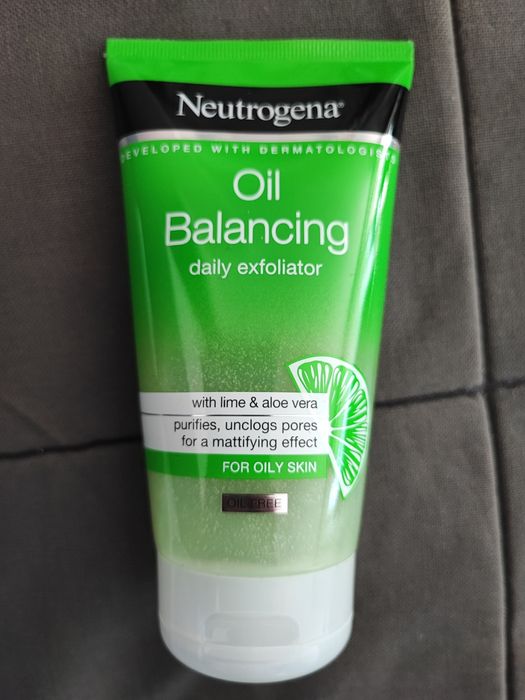 Neutrogena®
DEVELOPED WITH DERMATOLOGISTS
Oil
Balancing
daily exfoliator
with lime & aloe vera
purifies, unclogs pores
for a mattifying effect
FOR OILY SKIN
OIL-FREE